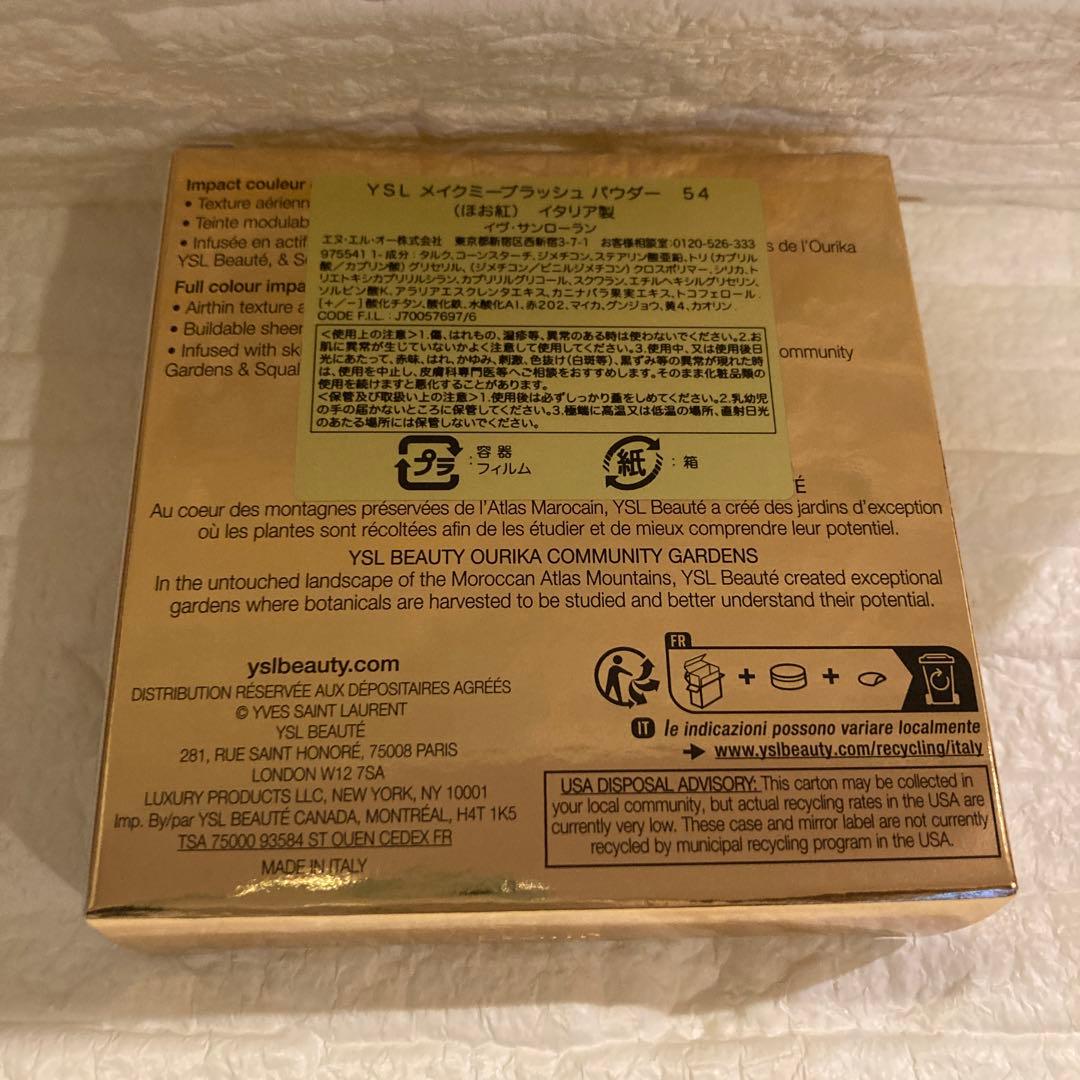 Impact couleur
• Texture aérienn
• Teinte modulab
• Infusée en actif
s de l'Ourika
YSL Beauté, & S
Full colour impa
• Airthin texture a
• Buildable sheer
• Infused with sk
ommunity
Gardens & Squal
YSL メイクミーブラッシュ パウダー 54
(ほお紅) イタリア製
イヴ・サンローラン
エヌ・エル・オー株式会社 東京都新宿区西新宿3-7-1 お客様相談室:0120-526-333
975541 1-成分:タルク、コーンスターチ、ジメチコン、ステアリン酸亜鉛、トリ(カプリル
酸/カプリン酸)グリセリル、(ジメチコン/ビニルジメチコン)クロスポリマー、シリカ、ト
リエトキシカプリリルシラン、カプリリルグリコール、スクワラン、エチルヘキシルグリセリン、
ソルビン酸K、アラリアエスクレンタエキス、カニナバラ果実エキス、トコフェロール.
[+/-]酸化チタン、酸化鉄、水酸化Al、赤202、マイカ、グンジョウ、黄4、カオリン.
CODE F.I.L. : J70057697/6
<使用上の注意>1.傷、はれもの、湿疹等、異常のある時は使わないでください。2.お
肌に異常が生じていないかよく注意して使用してください。3.使用中、又は使用後日
光にあたって、赤味、はれ、かゆみ、刺激、色抜け(白斑等)、黒ずみ等の異常が現れた時
は、使用を中止し、皮膚科専門医等へご相談をおすすめします。そのまま化粧品類の
使用を続けますと悪化することがあります。
<保管及び取扱い上の注意>1.使用後は必ずしっかり蓋をしめてください。2.乳幼児
の手の届かないところに保管してください。3.極端に高温又は低温の場所、直射日光
のあたる場所には保管しないでください。
プラ : 容器 フィルム 紙 : 箱
É
Au coeur des montagnes préservées de l'Atlas Marocain, YSL Beauté a créé des jardins d'exception
où les plantes sont récoltées afin de les étudier et de mieux comprendre leur potentiel.
YSL BEAUTY OURIKA COMMUNITY GARDENS
In the untouched landscape of the Moroccan Atlas Mountains, YSL Beauté created exceptional
gardens where botanicals are harvested to be studied and better understand their potential.
yslbeauty.com
DISTRIBUTION RÉSERVÉE AUX DÉPOSITAIRES AGRÉÉS
© YVES SAINT LAURENT
YSL BEAUTÉ
281, RUE SAINT HONORÉ, 75008 PARIS
LONDON W12 7SA
LUXURY PRODUCTS LLC, NEW YORK, NY 10001
Imp. By/par YSL BEAUTÉ CANADA, MONTRÉAL, H4T 1K5
TSA 75000 93584 ST OUEN CEDEX FR
MADE IN ITALY
FR
+ +
IT le indicazioni possono variare localmente
→ www.yslbeauty.com/recycling/italy
USA DISPOSAL ADVISORY: This carton may be collected in
your local community, but actual recycling rates in the USA are
currently very low. These case and mirror label are not currently
recycled by municipal recycling program in the USA.